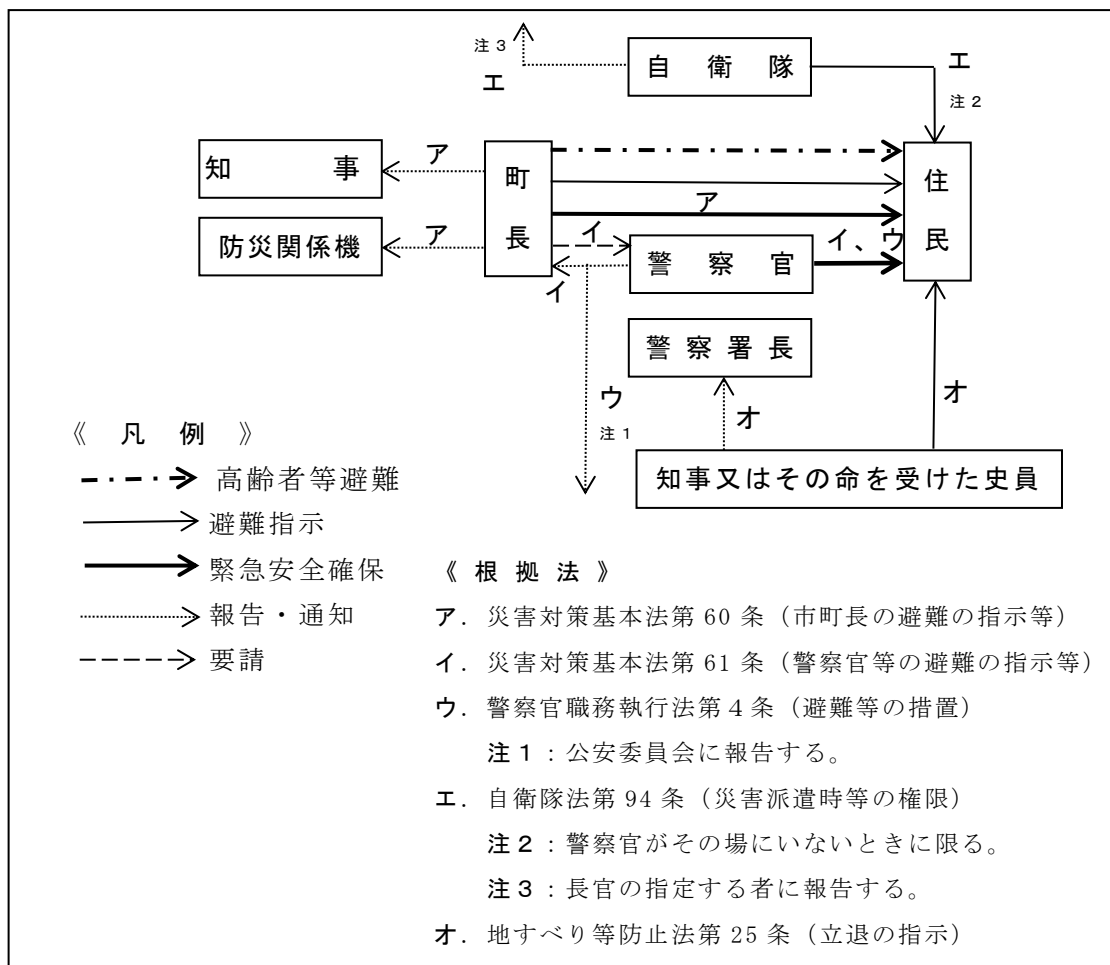 注3
エ
自 衛 隊
エ
注2
知 事
ア
町長
住民
ア
防災関係機
ア
イ
イ
警 察 官
イ、ウ
警 察 署 長
ウ
注1
オ
オ
知事又はその命を受けた吏員
《 凡 例 》
高齢者等避難
避難指示
緊急安全確保
報告・通知
要請
《 根 拠 法 》
ア．災害対策基本法第 60 条（市町長の避難の指示等）
イ．災害対策基本法第 61 条（警察官等の避難の指示等）
ウ．警察官職務執行法第４条（避難等の措置）
注１：公安委員会に報告する。
エ．自衛隊法第 94 条（災害派遣時等の権限）
注２：警察官がその場にいないときに限る。
注３：長官の指定する者に報告する。
オ．地すべり等防止法第 25 条（立退の指示）